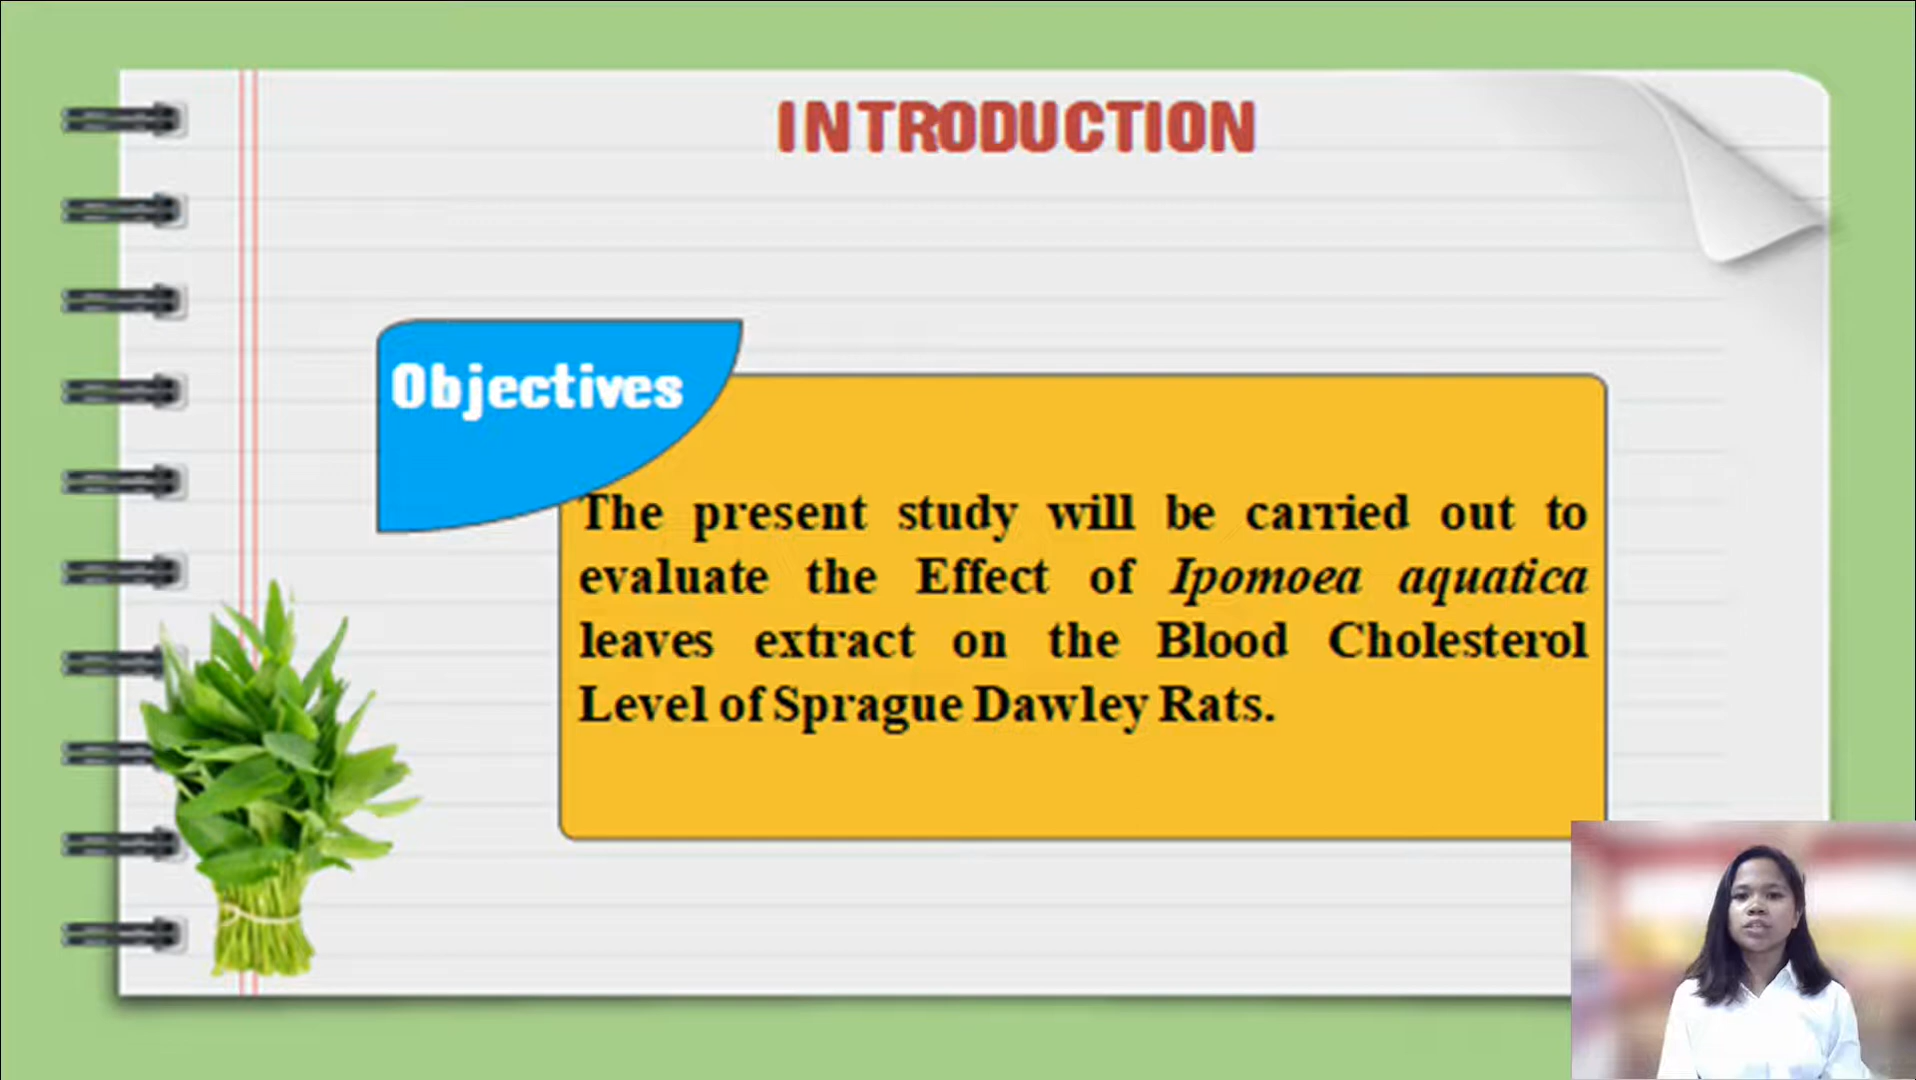 INTRODUCTION
Objectives
The present study will be carried out to
evaluate the Effect of Ipomoea aquatica
leaves extract on the Blood Cholesterol
Level of Sprague Dawley Rats.